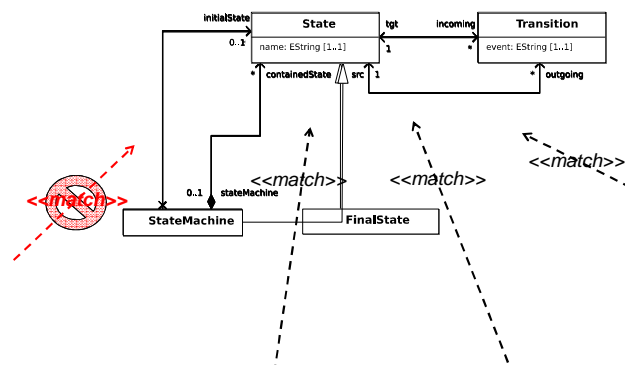 initialState
State
tgt
incoming
Transition
0..1
name: EString [1..1]
1
*
event: EString [1..1]
*
containedState
src
1
*
outgoing
<<match>>
<<match>>
<<match>>
<<match>>
0..1
stateMachine
StateMachine
FinalState